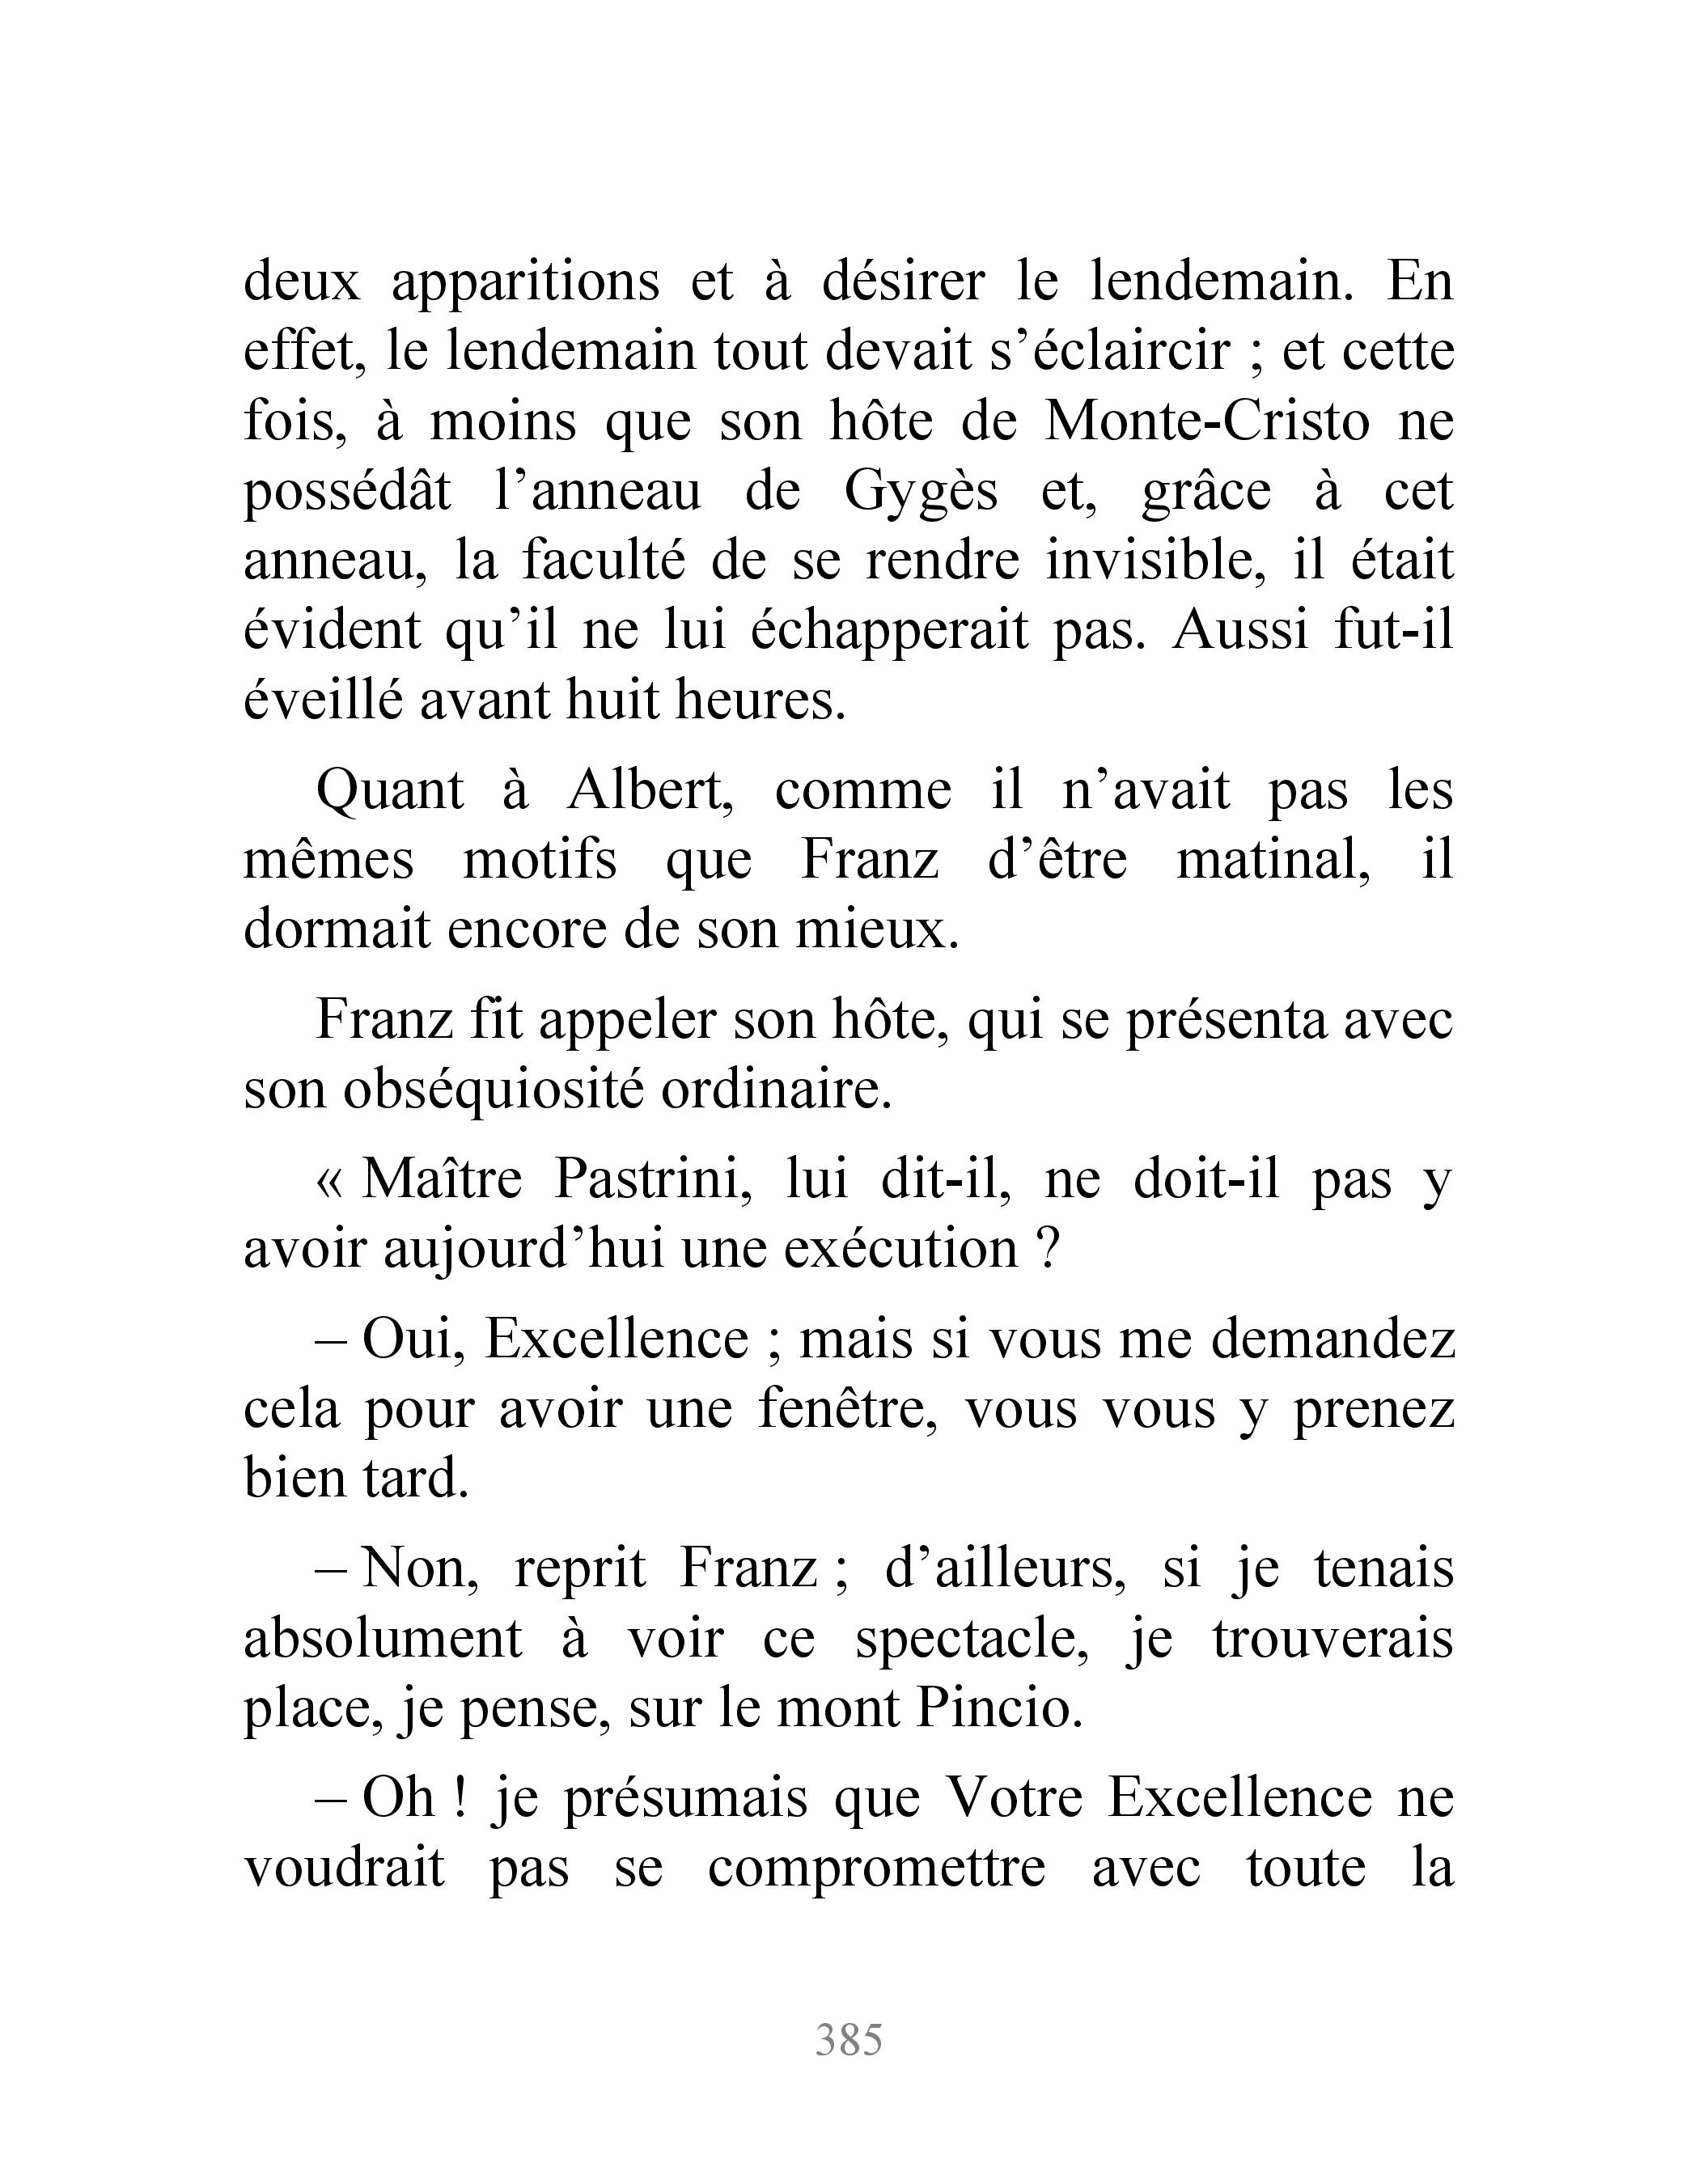 deux apparitions et à désirer le lendemain. En
effet, le lendemain tout devait s’éclaircir ; et cette
fois, à moins que son hôte de Monte-Cristo ne
possédât l’anneau de Gygès et, grâce à cet
anneau, la faculté de se rendre invisible, il était
évident qu’il ne lui échapperait pas. Aussi fut-il
éveillé avant huit heures.
Quant à Albert, comme il n’avait pas les
mêmes motifs que Franz d’être matinal, il
dormait encore de son mieux.
Franz fit appeler son hôte, qui se présenta avec
son obséquiosité ordinaire.
« Maître Pastrini, lui dit-il, ne doit-il pas y
avoir aujourd’hui une exécution ?
– Oui, Excellence ; mais si vous me demandez
cela pour avoir une fenêtre, vous vous y prenez
bien tard.
– Non, reprit Franz ; d’ailleurs, si je tenais
absolument à voir ce spectacle, je trouverais
place, je pense, sur le mont Pincio.
– Oh ! je présumais que Votre Excellence ne
voudrait pas se compromettre avec toute la
385